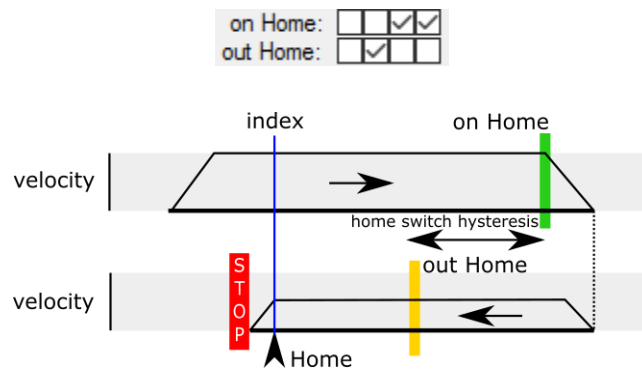 on Home:
out Home:
index
on Home
velocity
home switch hysteresis
out Home
STOP
velocity
Home